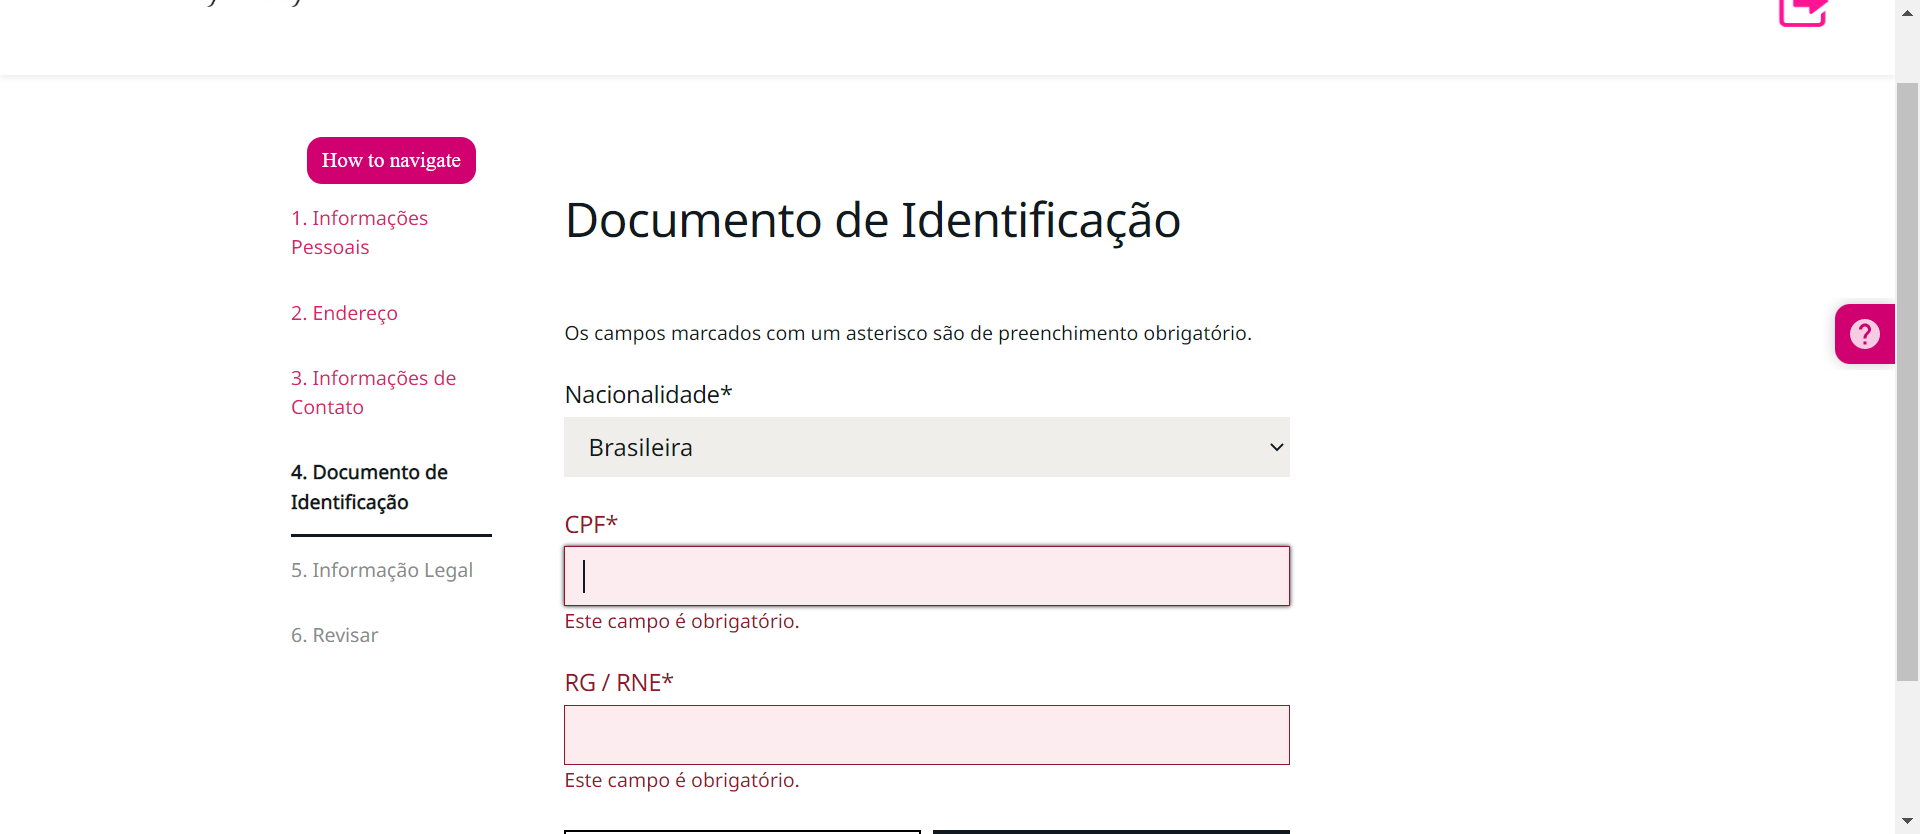 How to navigate
1. Informações
Pessoais
2. Endereço
3. Informações de
Contato
4. Documento de
Identificação
5. Informação Legal
6. Revisar
Documento de Identificação
Os campos marcados com um asterisco são de preenchimento obrigatório.
Nacionalidade*
Brasileira
CPF*
Este campo é obrigatório.
RG / RNE*
Este campo é obrigatório.